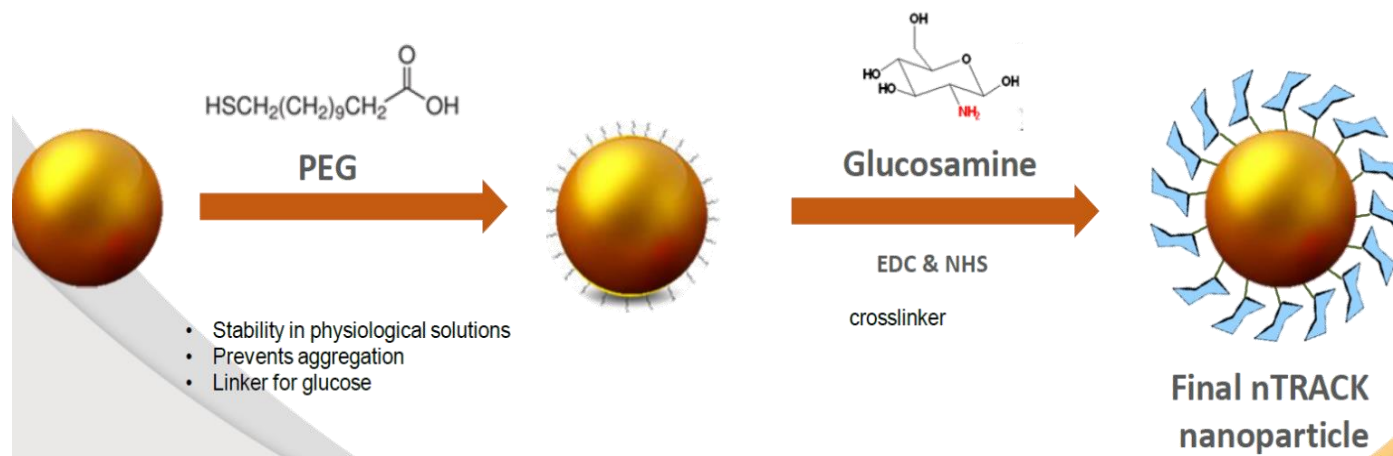 HSCH₂(CH₂)₉CH₂
O
OH
PEG
• Stability in physiological solutions
• Prevents aggregation
• Linker for glucose
OH
HO
HO
O
OH
NH₂
Glucosamine
EDC & NHS
crosslinker
Final nTRACK
nanoparticle